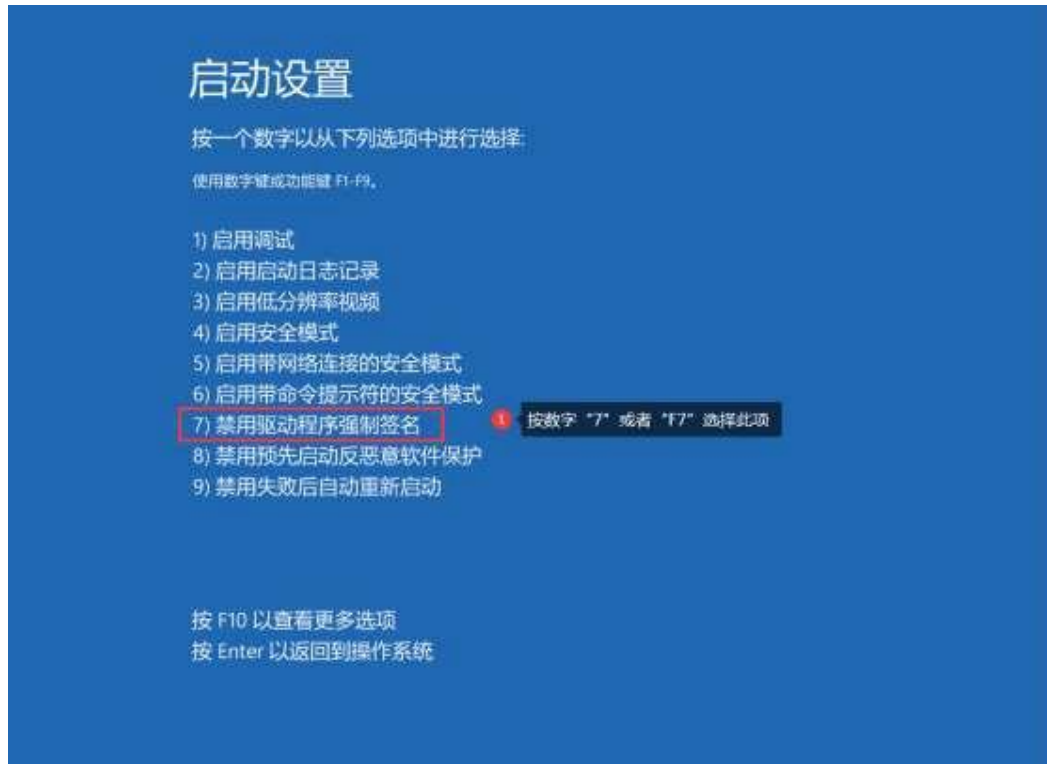 启动设置
按一个数字以从下列选项中进行选择:
使用数字键或功能键 F1-F9。
1) 启用调试
2) 启用启动日志记录
3) 启用低分辨率视频
4) 启用安全模式
5) 启用带网络连接的安全模式
6) 启用带命令提示符的安全模式
7) 禁用驱动程序强制签名
1 按数字 "7" 或者 "F7" 选择此项
8) 禁用预先启动反恶意软件保护
9) 禁用失败后自动重新启动
按 F10 以查看更多选项
按 Enter 以返回到操作系统